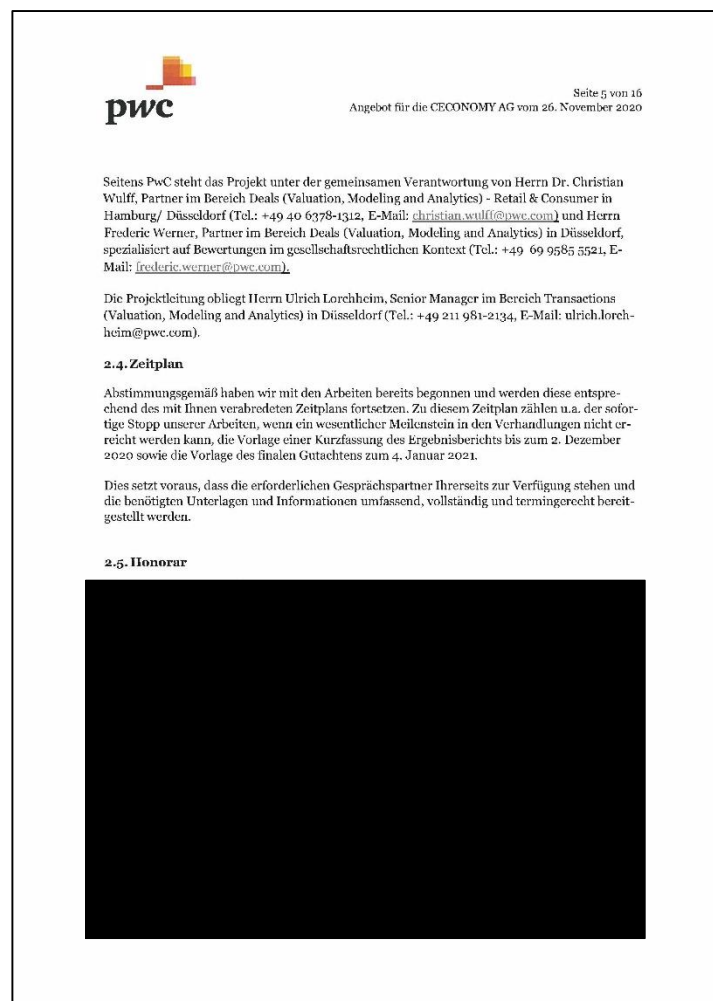 pwc
Seite 5 von 16
Angebot für die CECONOMY AG vom 26. November 2020
Seitens PwC steht das Projekt unter der gemeinsamen Verantwortung von Herrn Dr. Christian
Wulff, Partner im Bereich Deals (Valuation, Modeling and Analytics) - Retail & Consumer in
Hamburg/ Düsseldorf (Tel.: +49 40 6378-1312, E-Mail: christian.wulff@pwc.com) und Herrn
Frederic Werner, Partner im Bereich Deals (Valuation, Modeling and Analytics) in Düsseldorf,
spezialisiert auf Bewertungen im gesellschaftsrechtlichen Kontext (Tel.: +49 69 9585 5521, E-
Mail: frederic.werner@pwc.com).
Die Projektleitung obliegt Herrn Ulrich Lorchheim, Senior Manager im Bereich Transactions
(Valuation, Modeling and Analytics) in Düsseldorf (Tel.: +49 211 981-2134, E-Mail: ulrich.lorch-
heim@pwc.com).
2.4. Zeitplan
Abstimmungsgemäß haben wir mit den Arbeiten bereits begonnen und werden diese entspre-
chend des mit Ihnen verabredeten Zeitplans fortsetzen. Zu diesem Zeitplan zählen u.a. der sofor-
tige Stopp unserer Arbeiten, wenn ein wesentlicher Meilenstein in den Verhandlungen nicht er-
reicht werden kann, die Vorlage einer Kurzfassung des Ergebnisberichts bis zum 2. Dezember
2020 sowie die Vorlage des finalen Gutachtens zum 4. Januar 2021.
Dies setzt voraus, dass die erforderlichen Gesprächspartner Ihrerseits zur Verfügung stehen und
die benötigten Unterlagen und Informationen umfassend, vollständig und termingerecht bereit-
gestellt werden.
2.5. Honorar